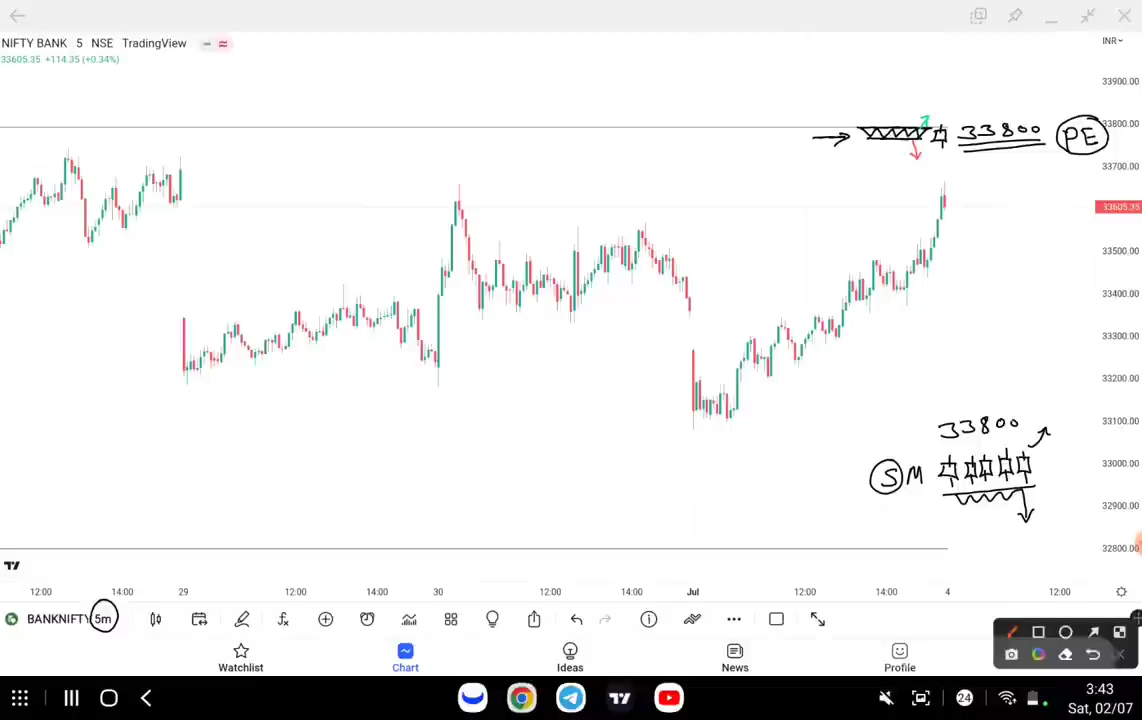 NIFTY BANK 5 NSE TradingView
INR
33605.35 +114.35 (+0.34%)
33900.00
33800.00
33800 PE
33700.00
33605.35
33500.00
33400.00
33300.00
33200.00
33100.00
33800
33000.00
S M
32900.00
32800.00
12:00 14:00 29 12:00 14:00 30 12:00 14:00 Jul 12:00 14:00 4 12:00
BANKNIFTY 5m
Watchlist Chart Ideas News Profile
24
3:43
Sat, 02/07